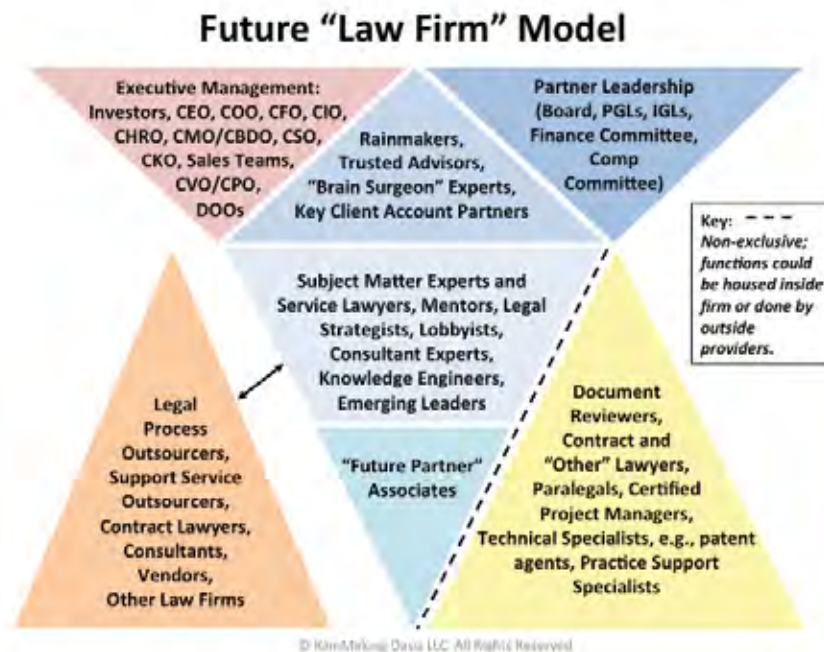 Future “Law Firm” Model
Executive Management:
Investors, CEO, COO, CFO, CIO,
CHRO, CMO/CBDO, CSO,
CKO, Sales Teams,
CVO/CPO,
DOOs
Rainmakers,
Trusted Advisors,
“Brain Surgeon” Experts,
Key Client Account Partners
Partner Leadership
(Board, PGLs, IGLs,
Finance Committee,
Comp
Committee)
Key: – – –
Non-exclusive;
functions could
be housed inside
firm or done by
outside
providers.
Subject Matter Experts and
Service Lawyers, Mentors, Legal
Strategists, Lobbyists,
Consultant Experts,
Knowledge Engineers,
Emerging Leaders
Legal
Process
Outsourcers,
Support Service
Outsourcers,
Contract Lawyers,
Consultants,
Vendors,
Other Law Firms
“Future Partner”
Associates
Document
Reviewers,
Contract and
“Other” Lawyers,
Paralegals, Certified
Project Managers,
Technical Specialists, e.g., patent
agents, Practice Support
Specialists
LLC All Rights Reserved